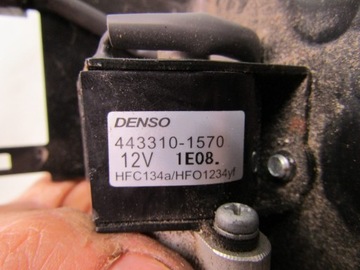 DENSO
443310-1570
12V 1E08.
HFC134a/HFO1234yf